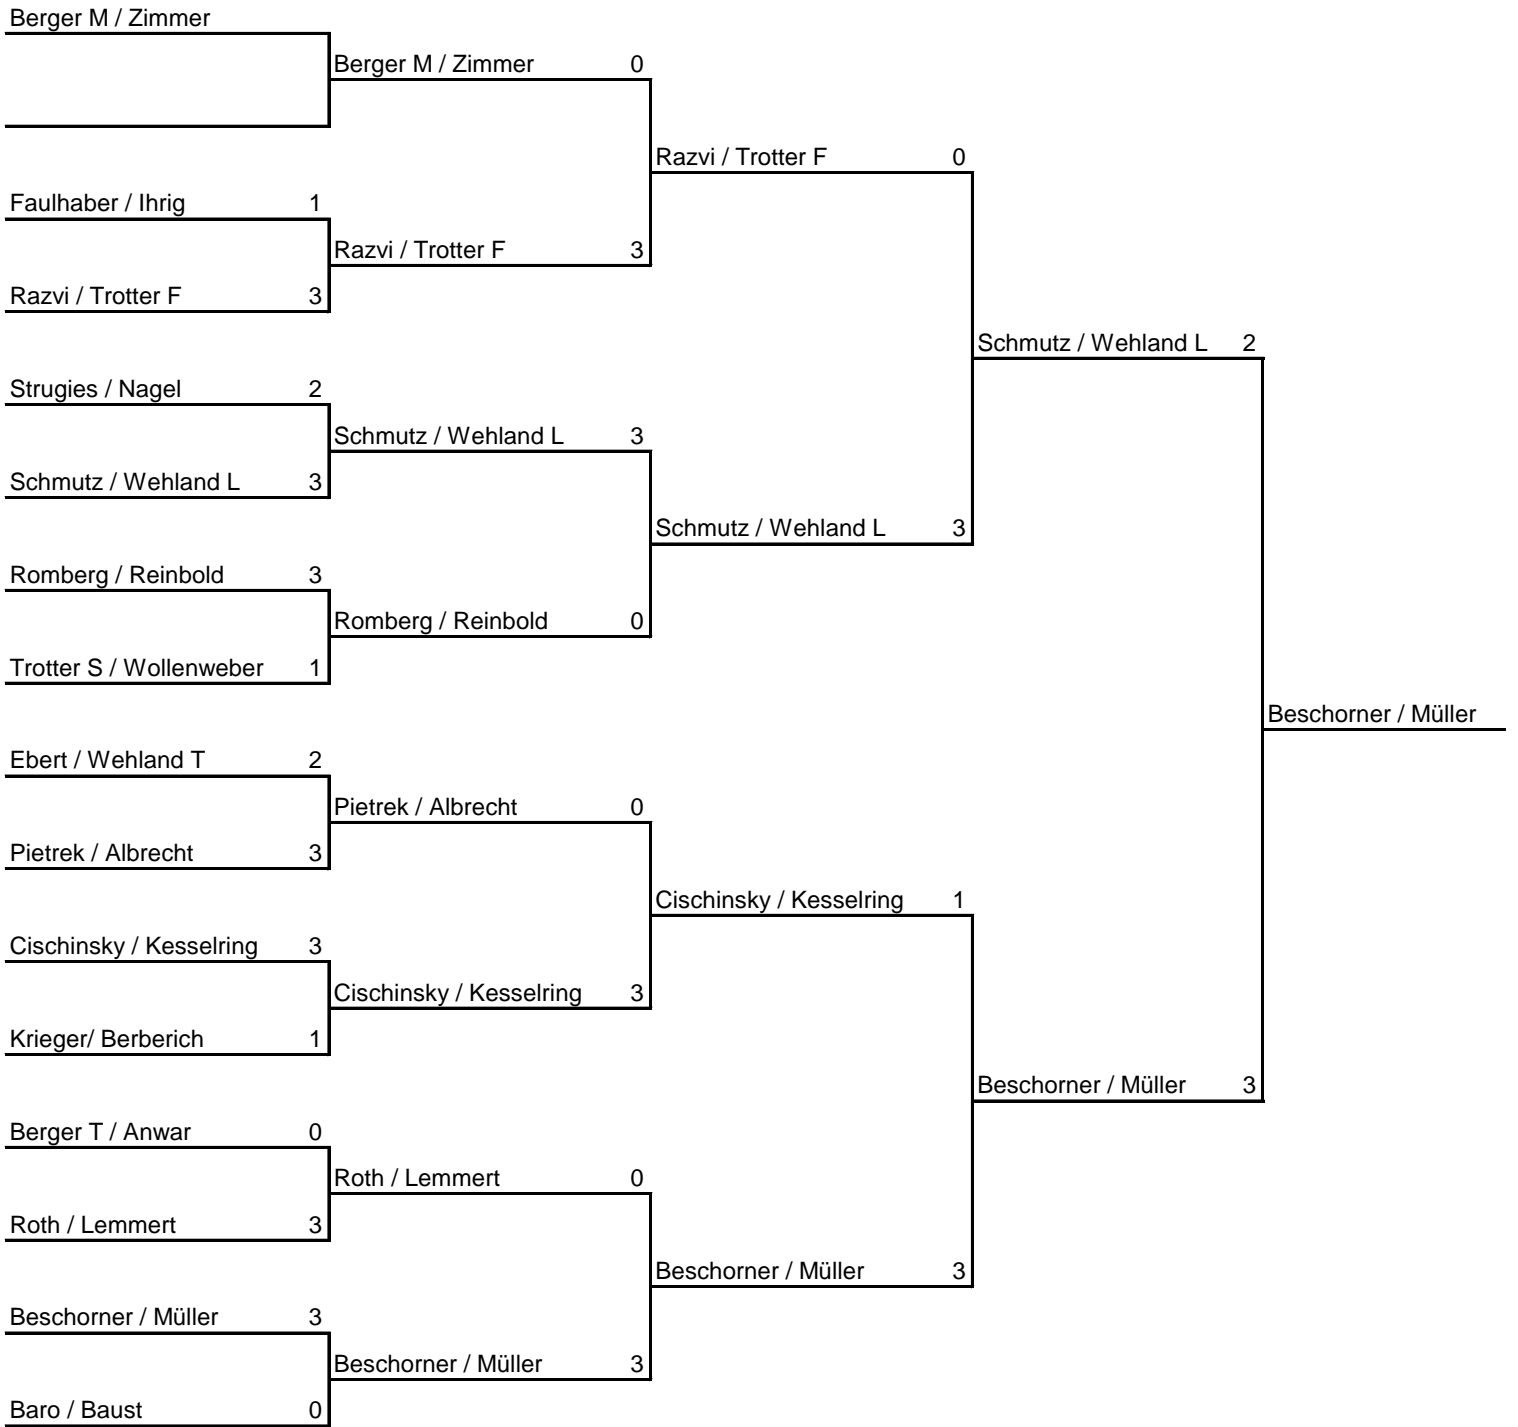 Berger M / Zimmer
Berger M / Zimmer 0
Razvi / Trotter F 0
Faulhaber / Ihrig 1
Razvi / Trotter F 3
Razvi / Trotter F 3
Schmutz / Wehland L 2
Strugies / Nagel 2
Schmutz / Wehland L 3
Schmutz / Wehland L 3
Schmutz / Wehland L 3
Romberg / Reinbold 3
Romberg / Reinbold 0
Trotter S / Wollenweber 1
Beschorner / Müller
Ebert / Wehland T 2
Pietrek / Albrecht 0
Pietrek / Albrecht 3
Cischinsky / Kesselring 1
Cischinsky / Kesselring 3
Cischinsky / Kesselring 3
Krieger/ Berberich 1
Beschorner / Müller 3
Berger T / Anwar 0
Roth / Lemmert 0
Roth / Lemmert 3
Beschorner / Müller 3
Beschorner / Müller 3
Beschorner / Müller 3
Baro / Baust 0